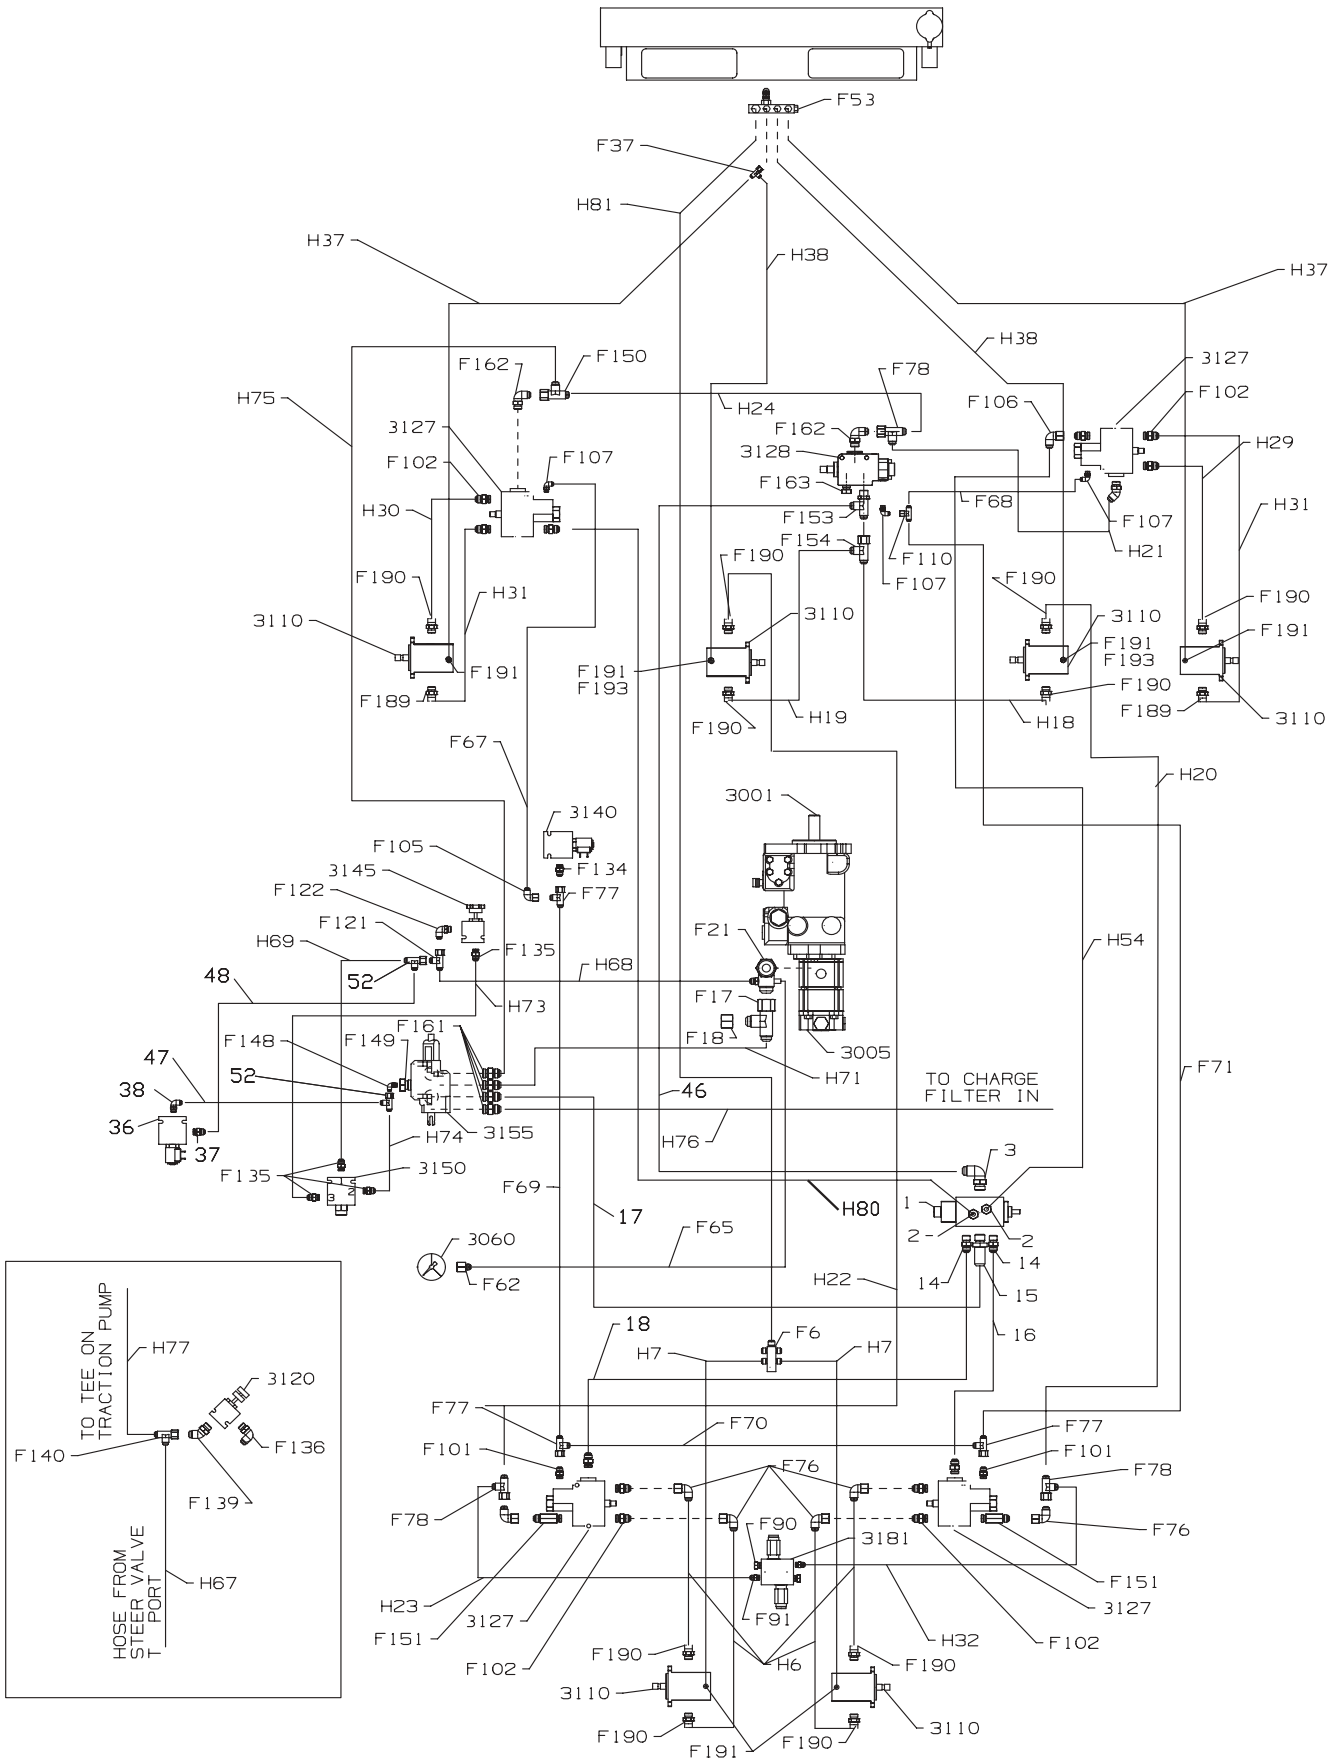 F53
F37
H81
H37
H38
H37
H38
F162
F150
F78
3127
H75
H24
F106
F102
3127
F162
H29
3128
F102
F107
F163
F68
F107
H31
H30
F153
F154
F110
H21
F190
F107
F190
H31
F190
3110
3110
3110
F190
F191
F191
F193
F191
F193
F191
F189
F190
H19
H18
F190
F189
3110
F67
H20
3001
3140
F105
3145
F134
F122
F77
F121
F21
H69
F135
H54
H68
48
52
F17
H73
F18
F148
F149
F161
3005
47
H71
F71
52
TO CHARGE
FILTER IN
38
46
36
3155
H76
37
H74
3
F135
3150
3
2
F69
H80
1
17
2
2
3060
F65
14
F62
H22
14
15
TO TEE ON
TRACTION PUMP
H77
18
F6
16
H7
H7
3120
F77
F70
F77
F140
F136
F101
F76
F101
F78
F139
F78
F90
3181
F76
HOSE FROM
STEER VALVE
T PORT
H67
F151
H23
3127
F91
3127
F151
F190
H32
F102
F102
H6
F190
3110
F190
F191
F190
3110